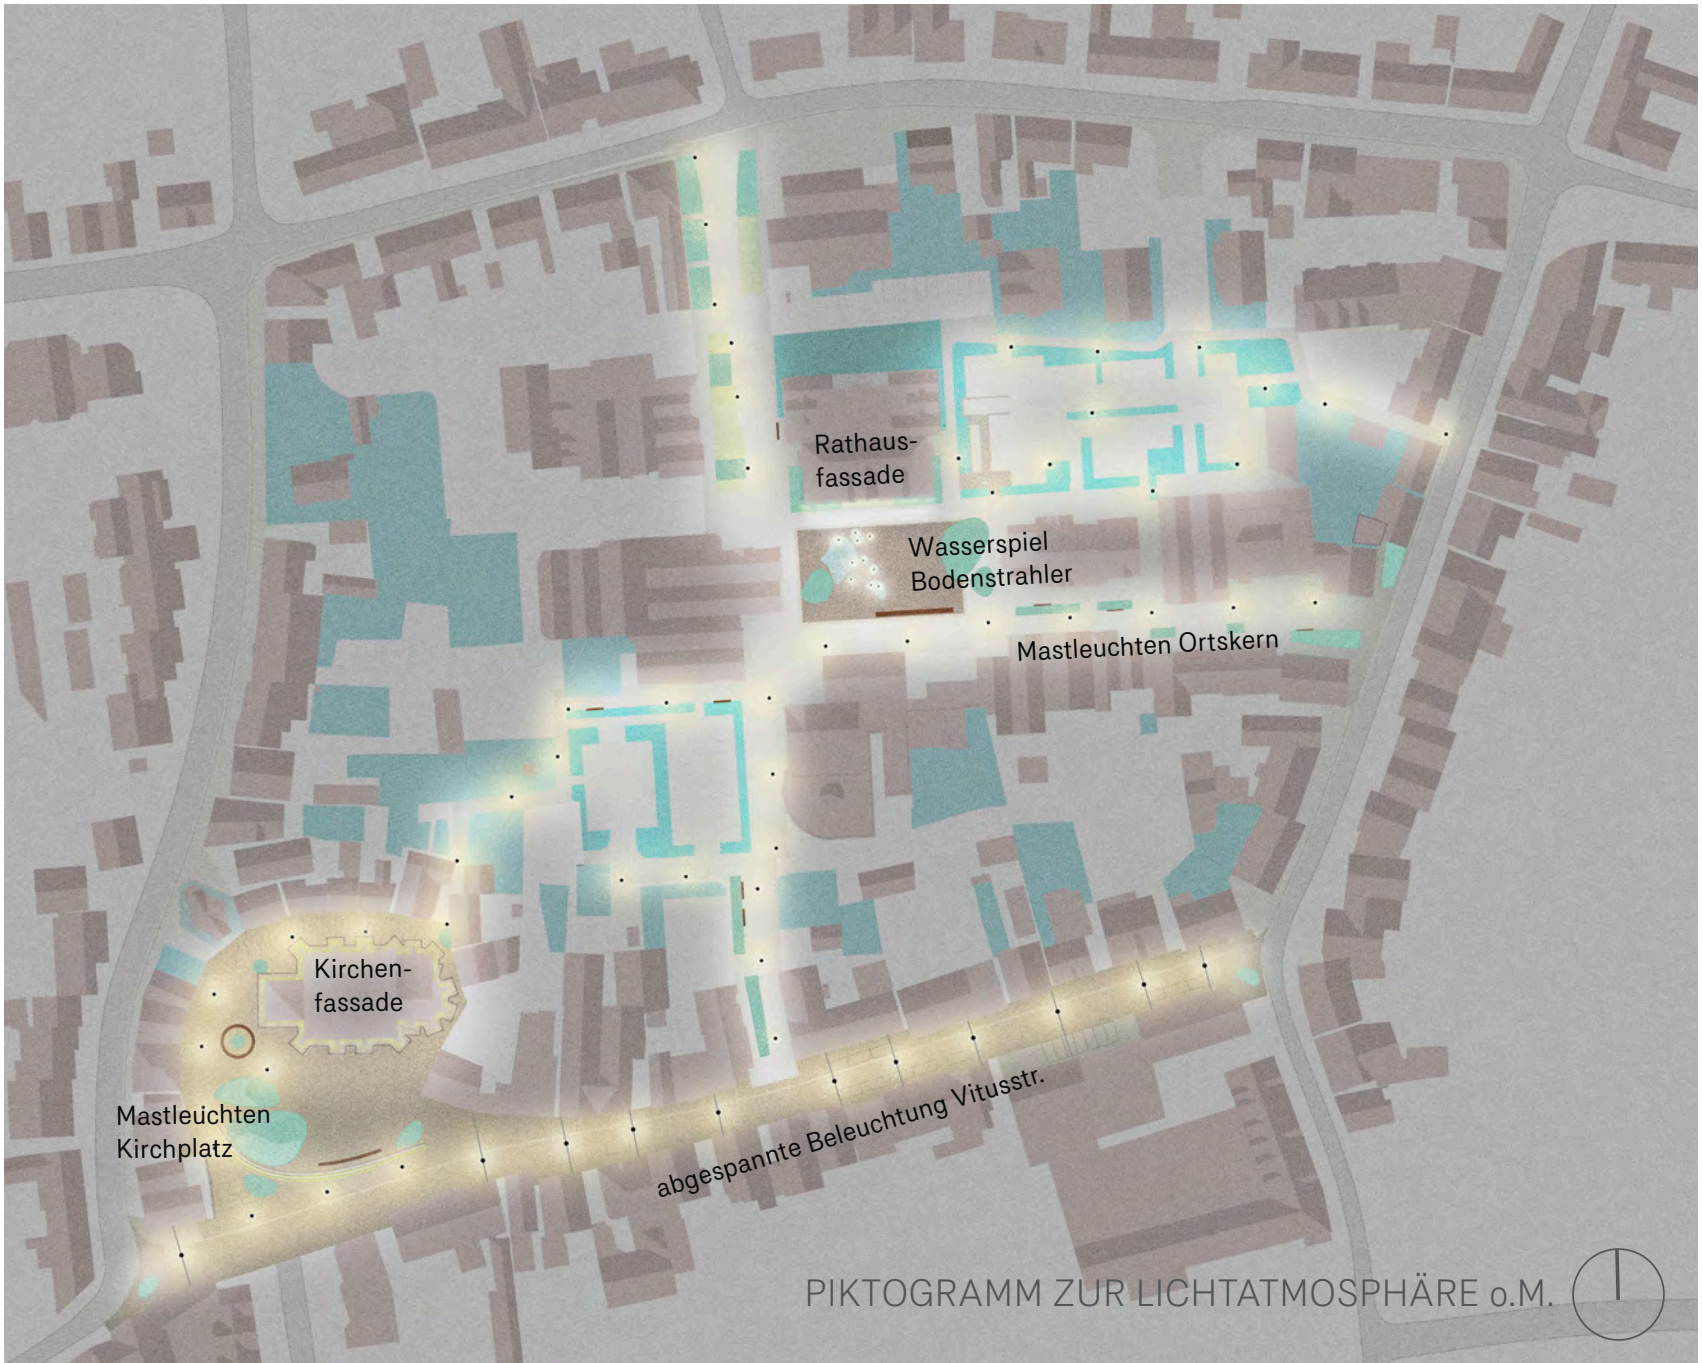 Rathaus-
fassade
Wasserspiel
Bodenstrahler
Mastleuchten Ortskern
Kirchen-
fassade
Mastleuchten
Kirchplatz
abgespannte Beleuchtung Vitusstr.
PIKTOGRAMM ZUR LICHTATMOSPHÄRE o.M.